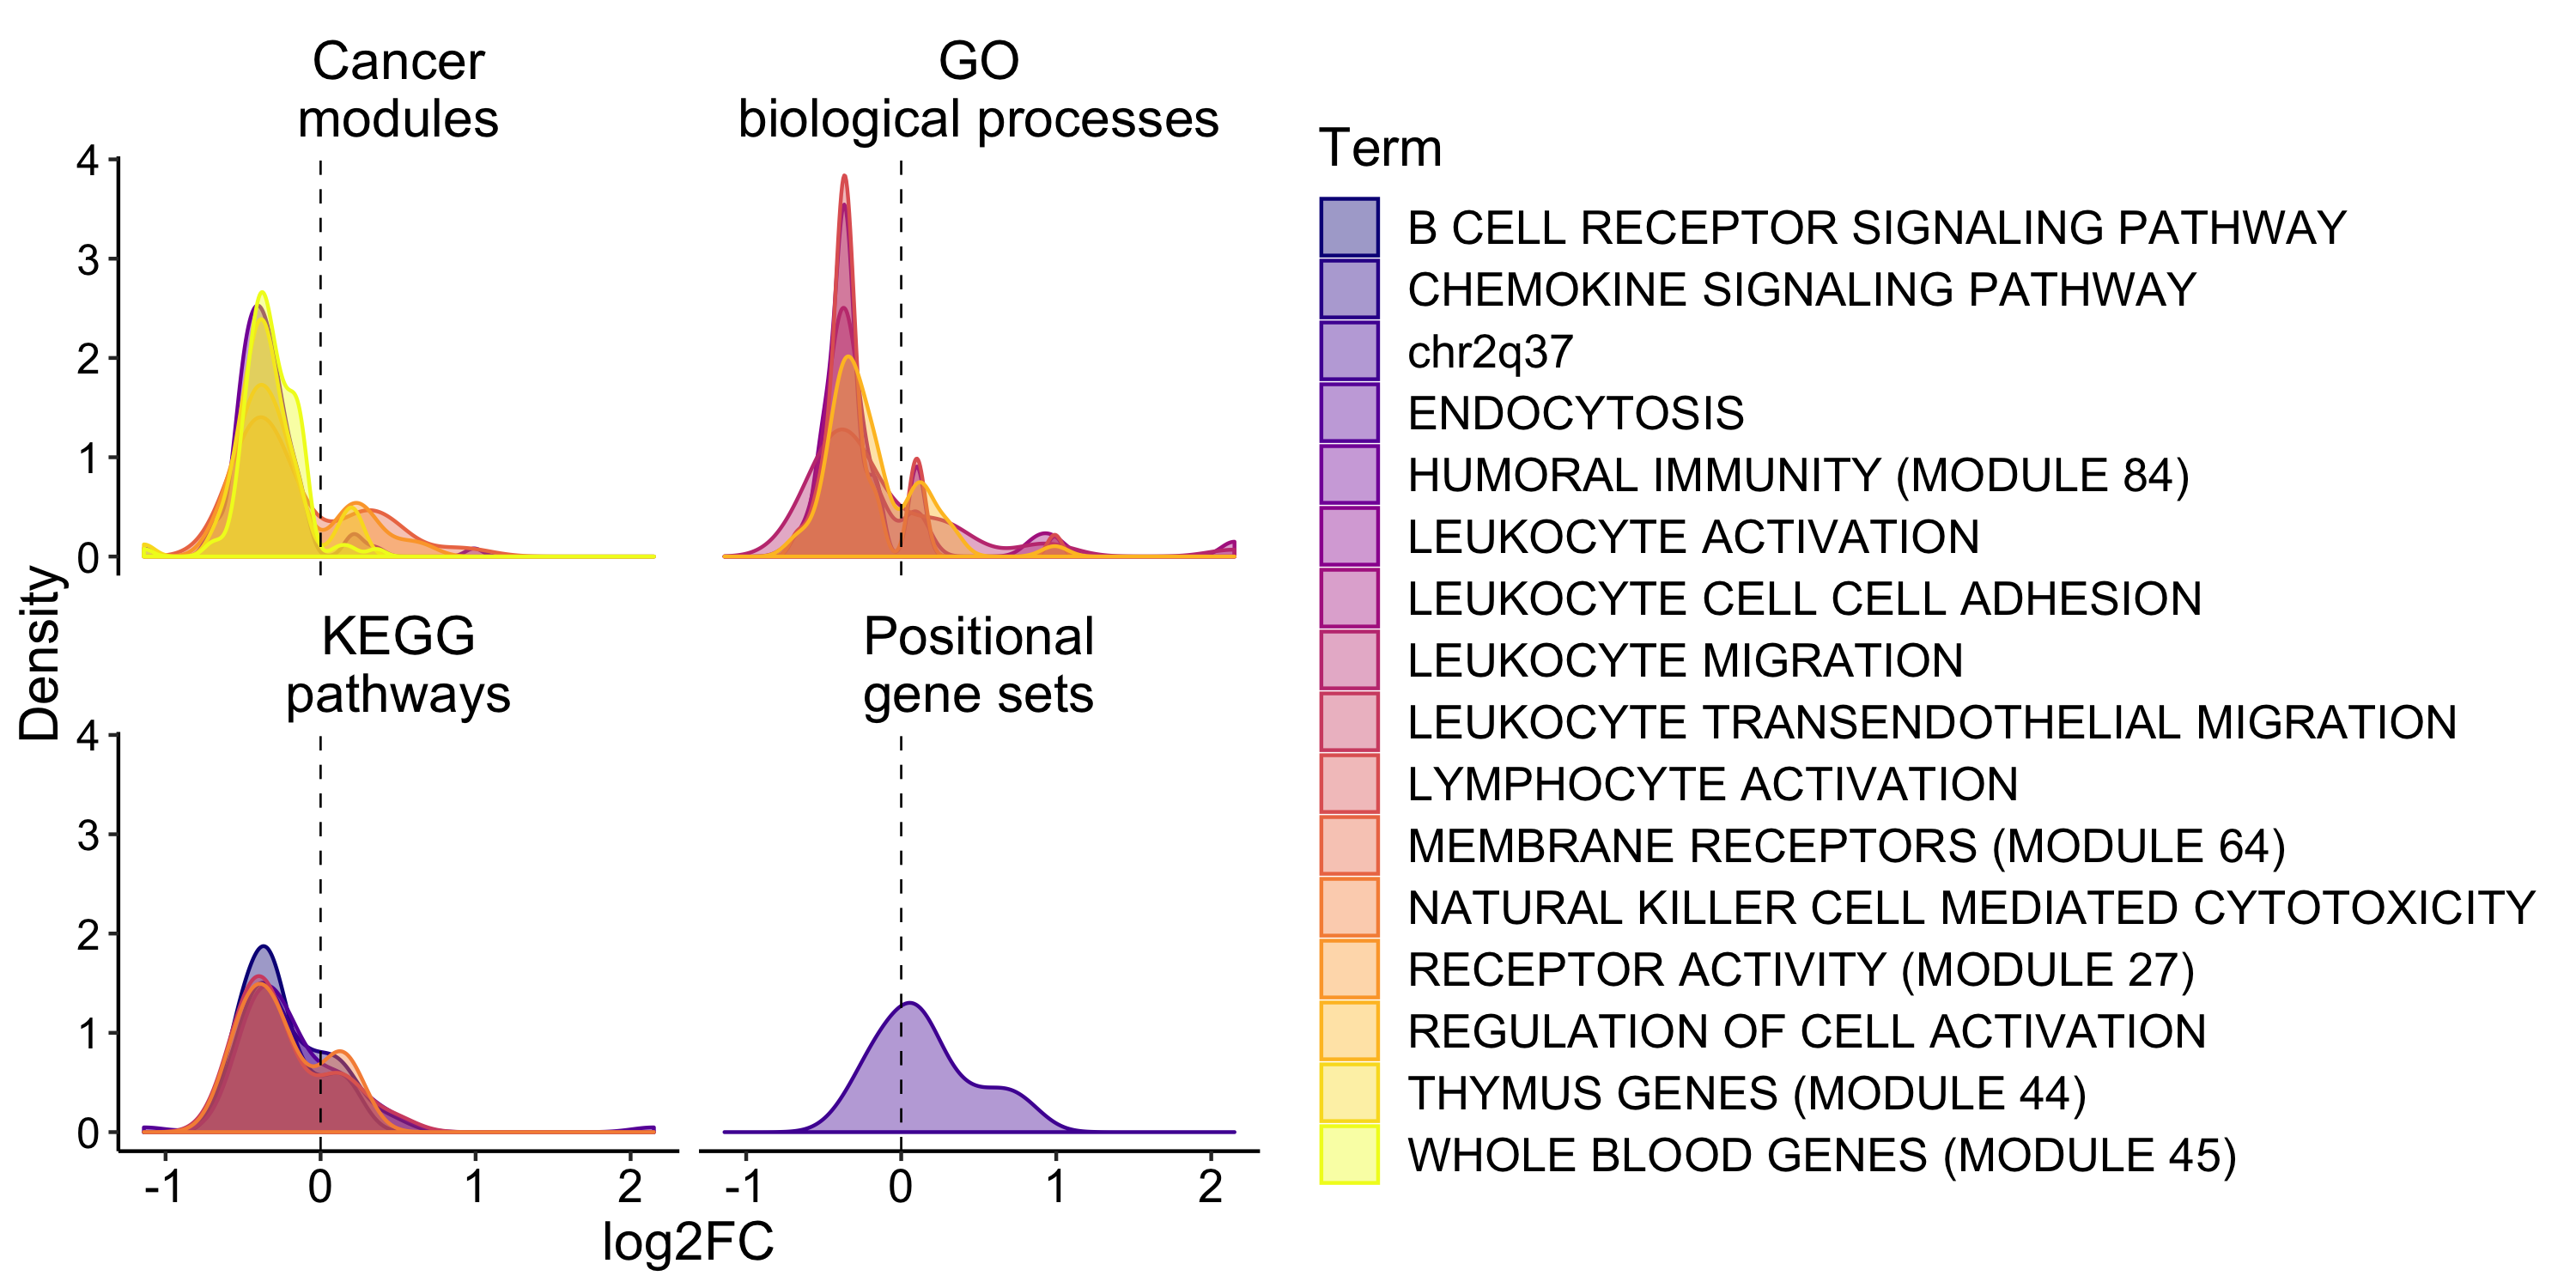 Cancer
modules
GO
biological processes
4
3
2
1
0
Density
KEGG
pathways
Positional
gene sets
4
3
2
1
0
-1 0 1 2
-1 0 1 2
log2FC
Term
B CELL RECEPTOR SIGNALING PATHWAY
CHEMOKINE SIGNALING PATHWAY
chr2q37
ENDOCYTOSIS
HUMORAL IMMUNITY (MODULE 84)
LEUKOCYTE ACTIVATION
LEUKOCYTE CELL CELL ADHESION
LEUKOCYTE MIGRATION
LEUKOCYTE TRANSENDOTHELIAL MIGRATION
LYMPHOCYTE ACTIVATION
MEMBRANE RECEPTORS (MODULE 64)
NATURAL KILLER CELL MEDIATED CYTOTOXICITY
RECEPTOR ACTIVITY (MODULE 27)
REGULATION OF CELL ACTIVATION
THYMUS GENES (MODULE 44)
WHOLE BLOOD GENES (MODULE 45)